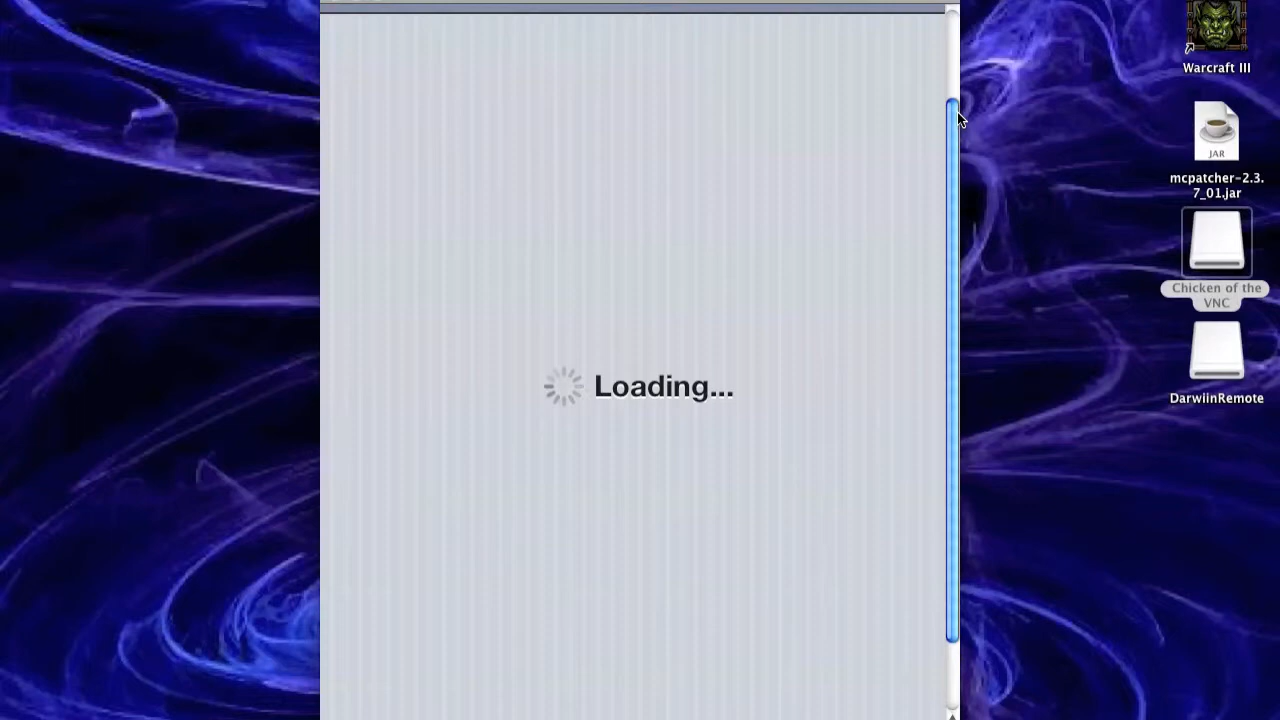 Warcraft III
JAR
mcpatcher-2.3.
7_01.jar
Chicken of the
VNC
DarwiinRemote
Loading...